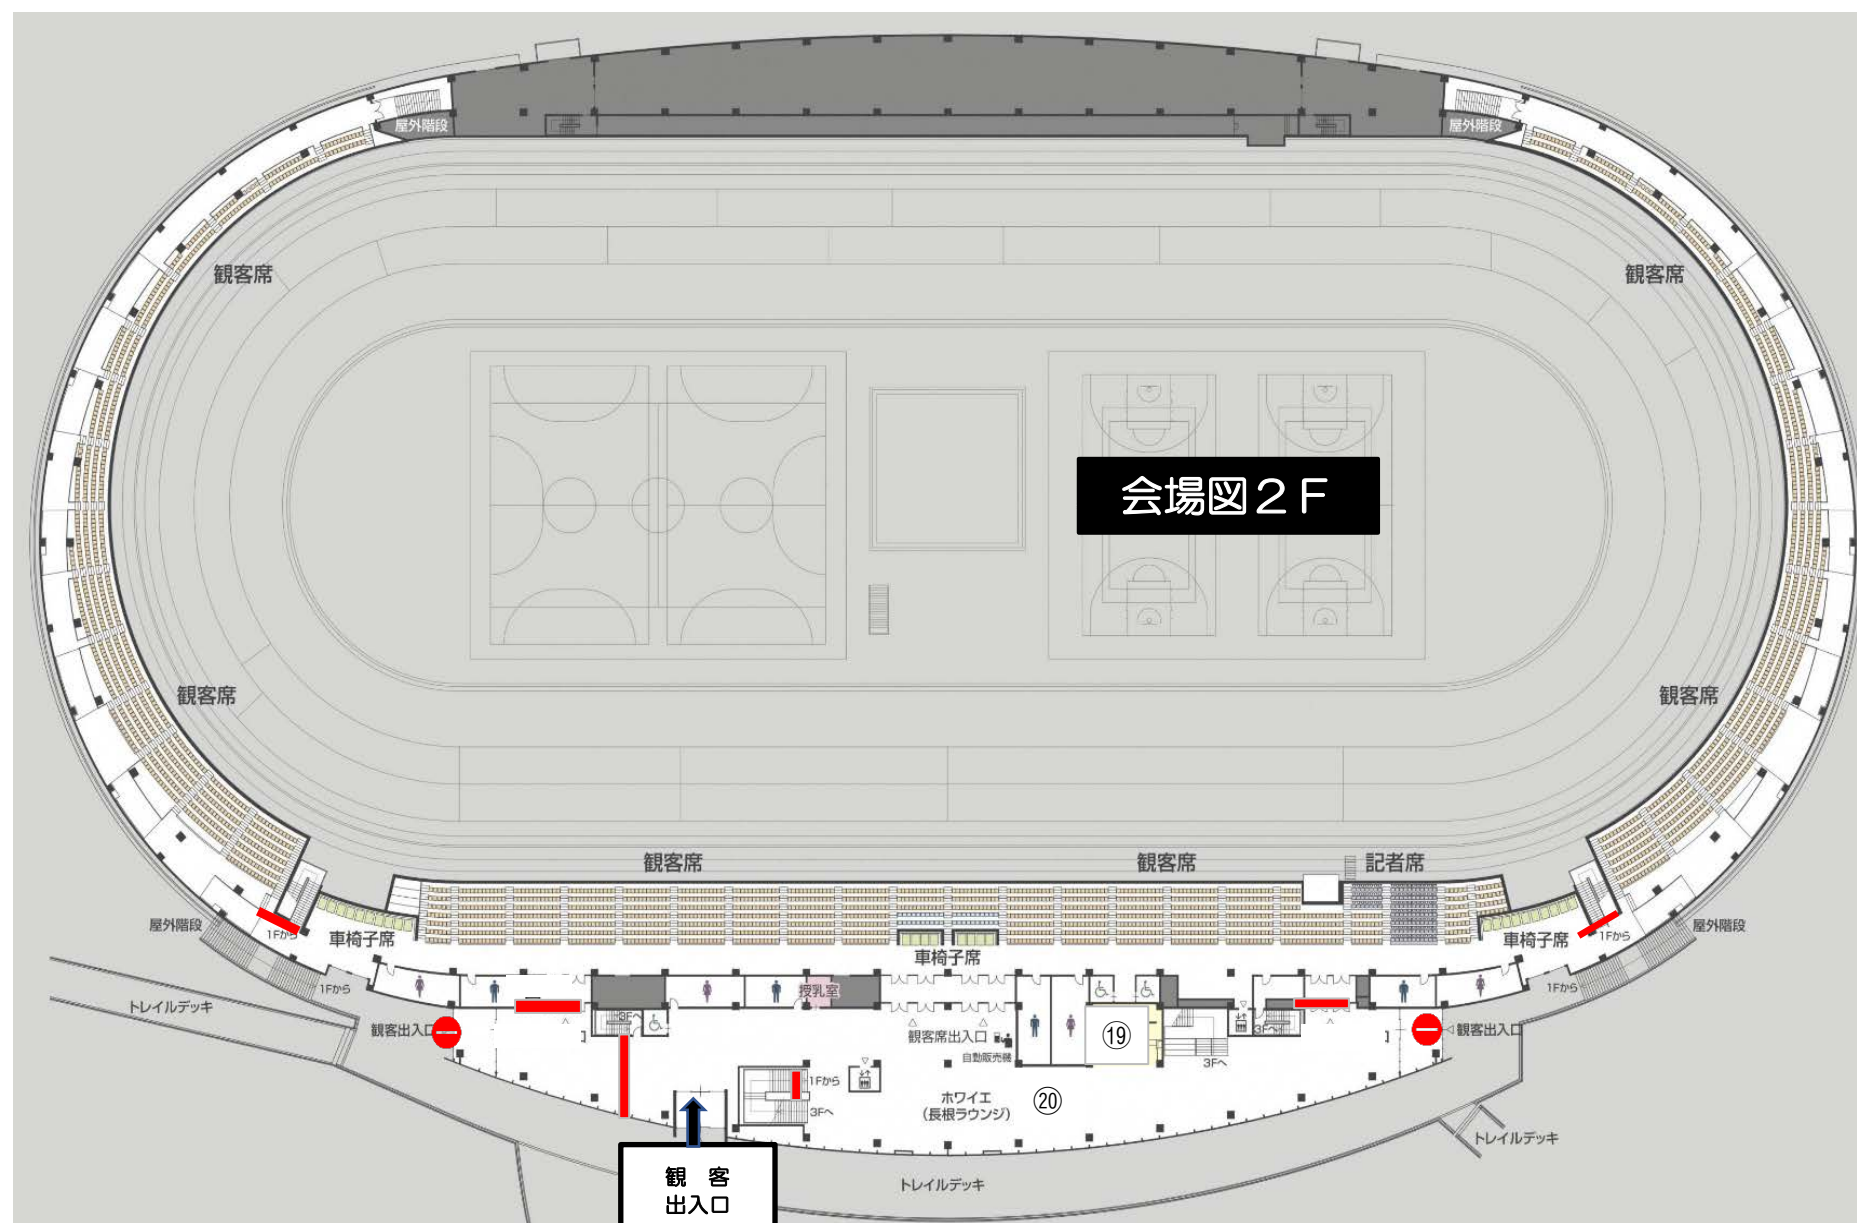 屋外階段
屋外階段
観客席
観客席
会場図２Ｆ
観客席
観客席
観客席
観客席
記者席
屋外階段
1Fから
車椅子席
車椅子席
車椅子席
1Fから
屋外階段
トレイルデッキ
1Fから
授乳室
1Fから
観客出入口
3Fへ
観客席出入口
自動販売機
⑲
3Fへ
3Fへ
観客出入口
1Fから
3Fへ
ホワイエ
（長根ラウンジ）
⑳
トレイルデッキ
観 客
出入口
トレイルデッキ